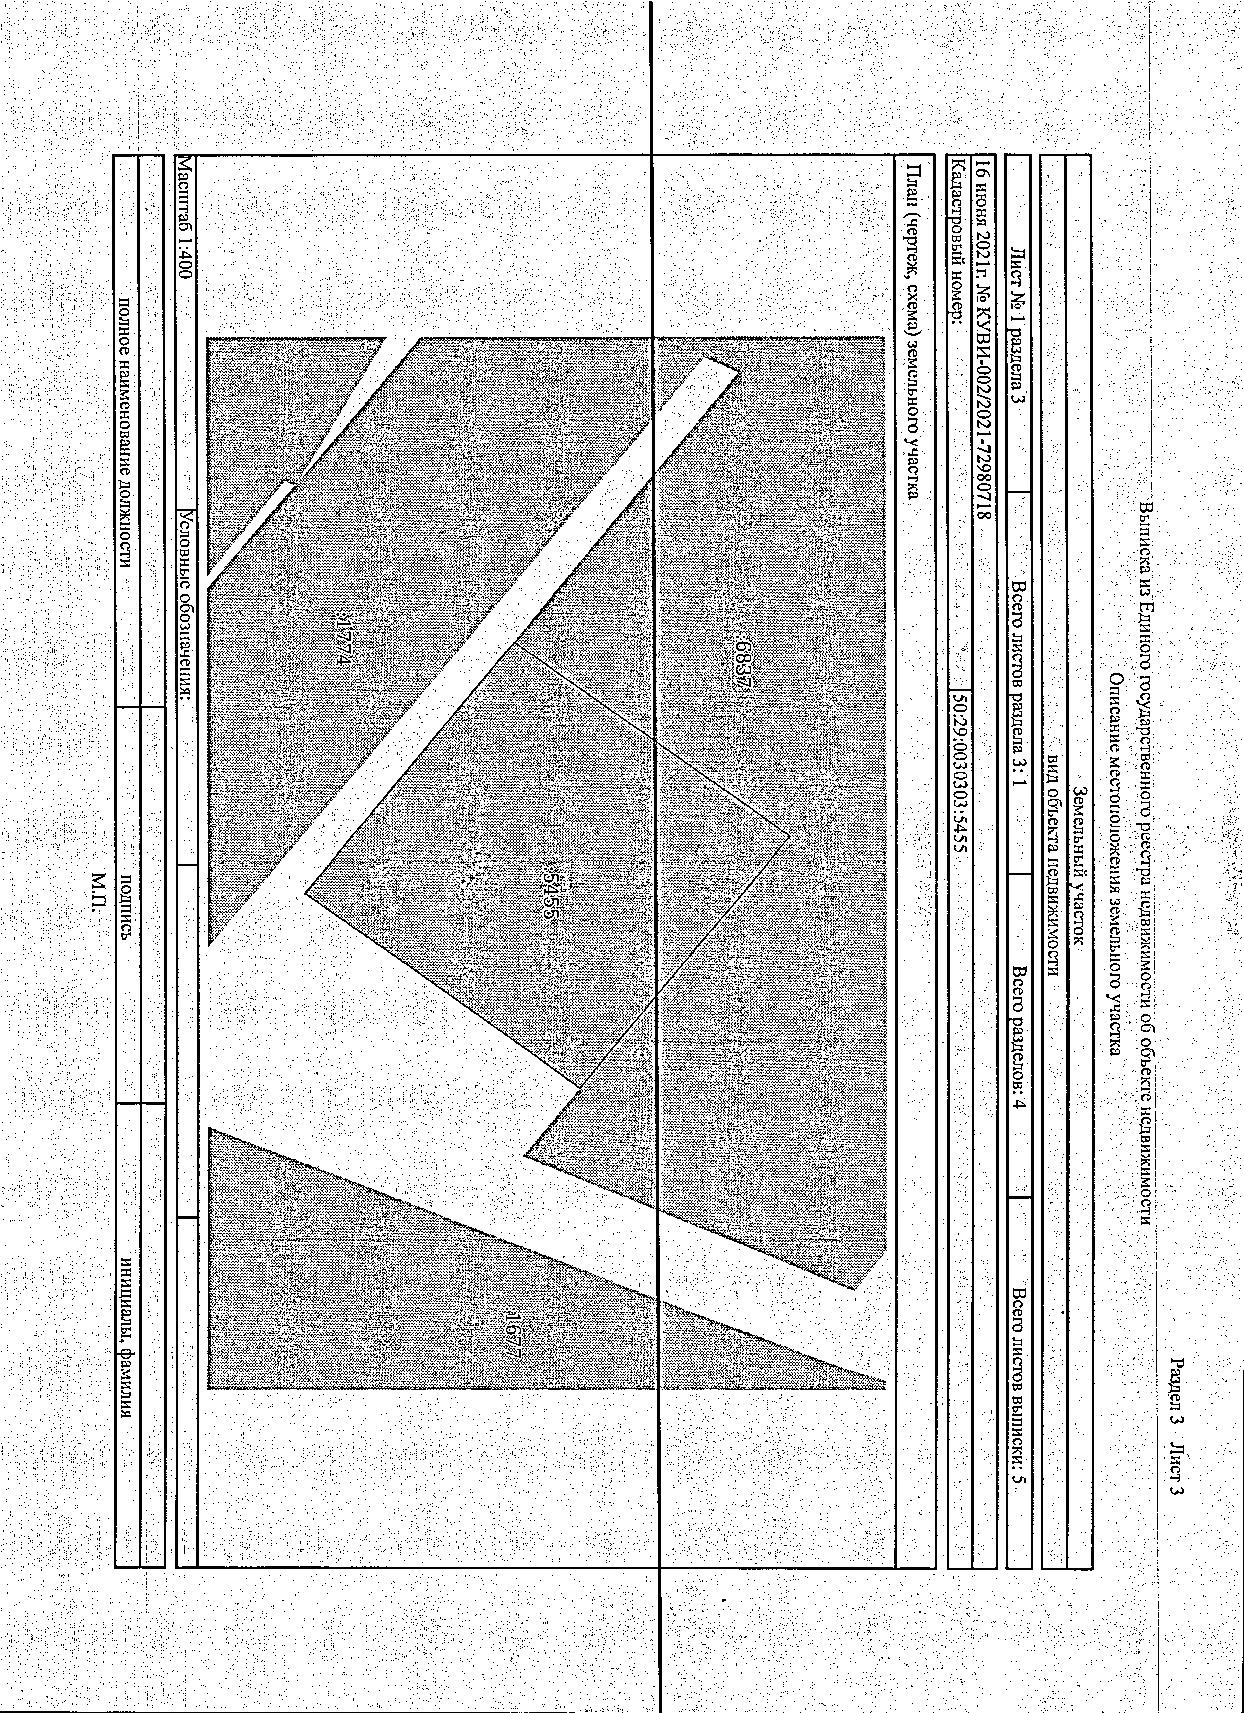 Раздел 3 Лист 3
Выписка из Единого государственного реестра недвижимости об объекте недвижимости
Описание местоположения земельного участка
Земельный участок
вид объекта недвижимости
Лист № 1 раздела 3 Всего листов раздела 3: 1 Всего разделов: 4 Всего листов выписки: 5
16 июня 2021г. № КУВИ-002/2021-72980718
Кадастровый номер: 50:29:0030303:5455
План (чертеж, схема) земельного участка
:6837
:5455
:1677
:1774
Масштаб 1:400 Условные обозначения:
полное наименование должности подпись инициалы, фамилия
М.П.